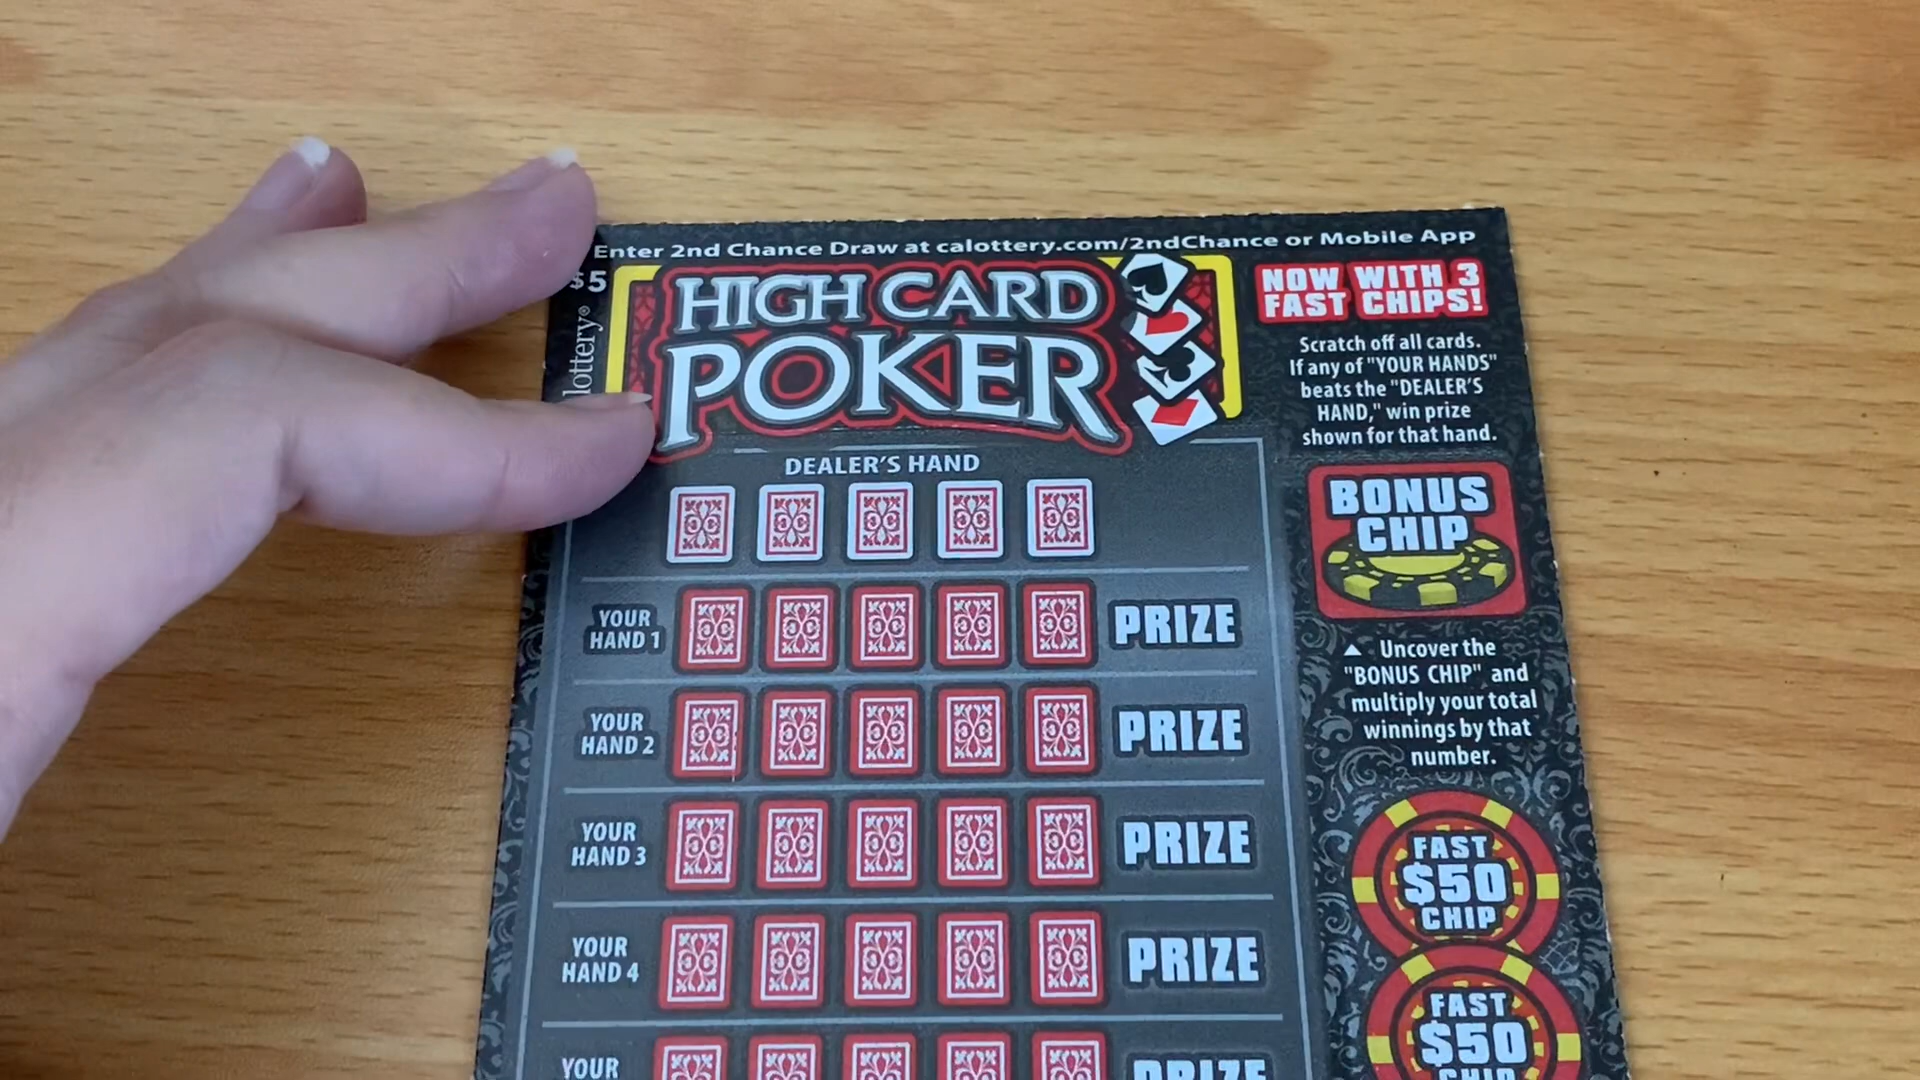 Enter 2nd Chance Draw at calottery.com/2ndChance or Mobile App
$5
lottery®
HIGH CARD
POKER
NOW WITH 3
FAST CHIPS!
Scratch off all cards.
If any of "YOUR HANDS"
beats the "DEALER'S
HAND," win prize
shown for that hand.
DEALER'S HAND
BONUS
CHIP
YOUR
HAND 1
PRIZE
▲ Uncover the
"BONUS CHIP" and
multiply your total
winnings by that
number.
YOUR
HAND 2
PRIZE
YOUR
HAND 3
PRIZE
FAST
$50
CHIP
YOUR
HAND 4
PRIZE
FAST
$50
CHIP
YOUR
PRIZE